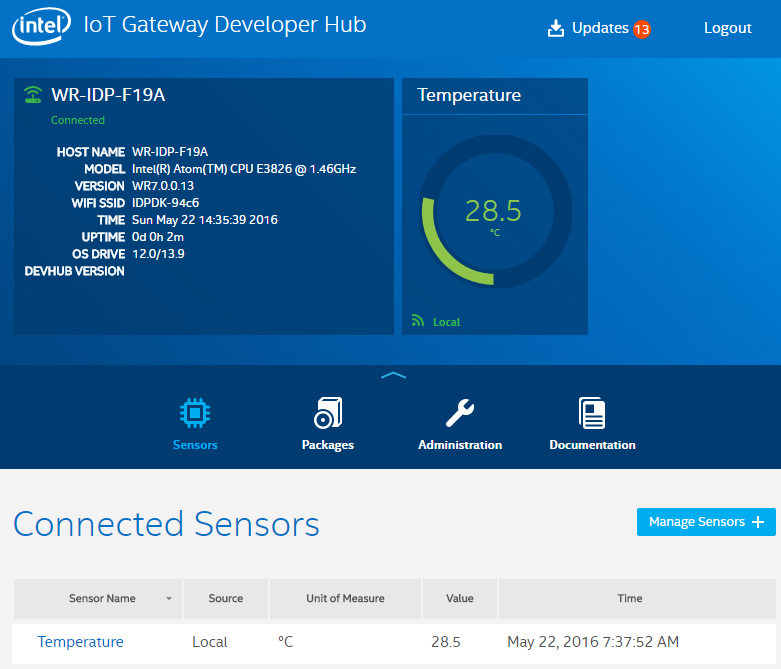 intel IoT Gateway Developer Hub
Updates 13
Logout
WR-IDP-F19A
Connected
HOST NAME WR-IDP-F19A
MODEL Intel(R) Atom(TM) CPU E3826 @ 1.46GHz
VERSION WR7.0.0.13
WIFI SSID IDPDK-94c6
TIME Sun May 22 14:35:39 2016
UPTIME 0d 0h 2m
OS DRIVE 12.0/13.9
DEVHUB VERSION
Temperature
28.5
°C
Local
Sensors
Packages
Administration
Documentation
Connected Sensors
Manage Sensors +
Sensor Name Source Unit of Measure Value Time
Temperature Local °C 28.5 May 22, 2016 7:37:52 AM